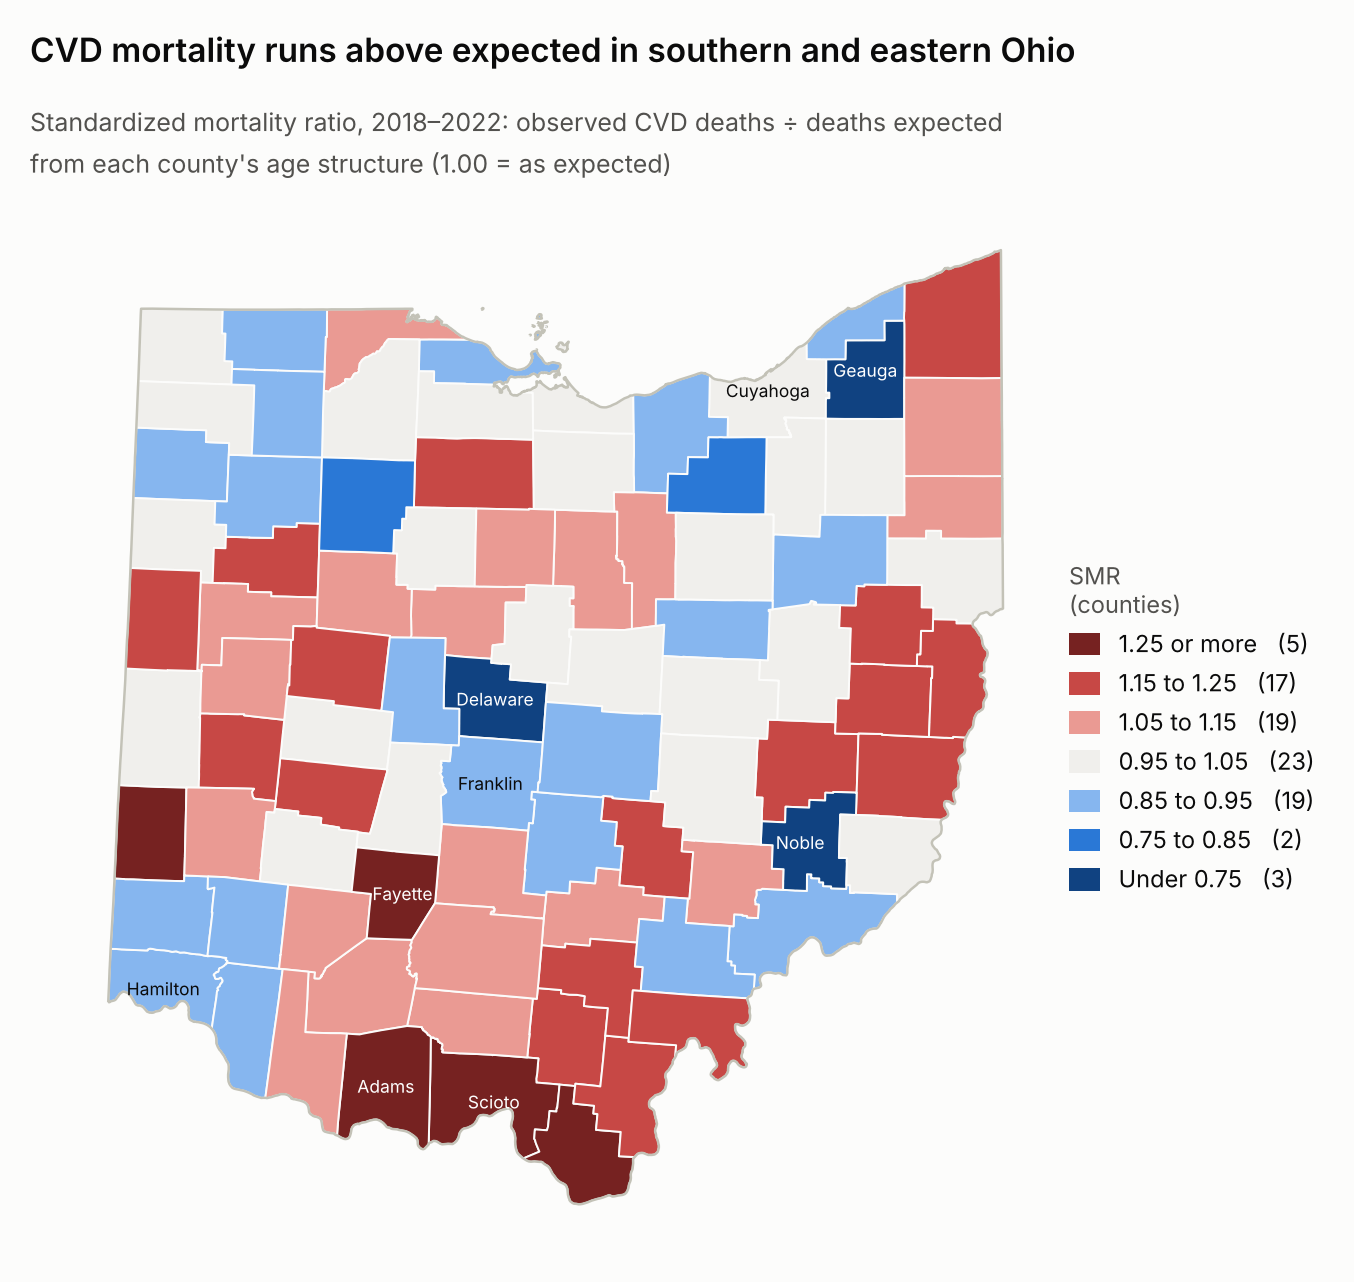 CVD mortality runs above expected in southern and eastern Ohio
Standardized mortality ratio, 2018–2022: observed CVD deaths ÷ deaths expected
from each county's age structure (1.00 = as expected)
Geauga
Cuyahoga
SMR
(counties)
1.25 or more (5)
1.15 to 1.25 (17)
1.05 to 1.15 (19)
0.95 to 1.05 (23)
0.85 to 0.95 (19)
0.75 to 0.85 (2)
Under 0.75 (3)
Delaware
Franklin
Noble
Fayette
Hamilton
Adams
Scioto